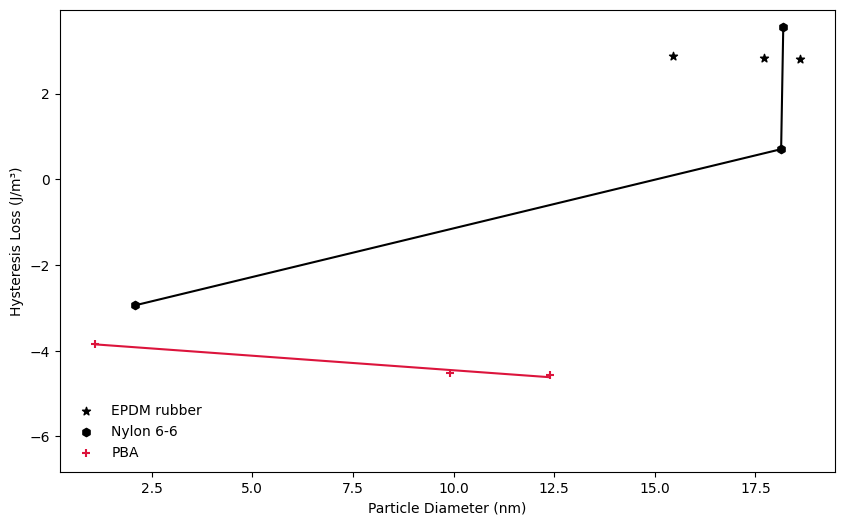 2
0
−2
−4
−6
Hysteresis Loss (J/m³)
EPDM rubber
Nylon 6-6
PBA
2.5 5.0 7.5 10.0 12.5 15.0 17.5
Particle Diameter (nm)